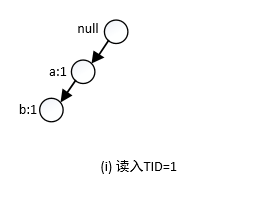 null
a:1
b:1
(i) 读入TID=1